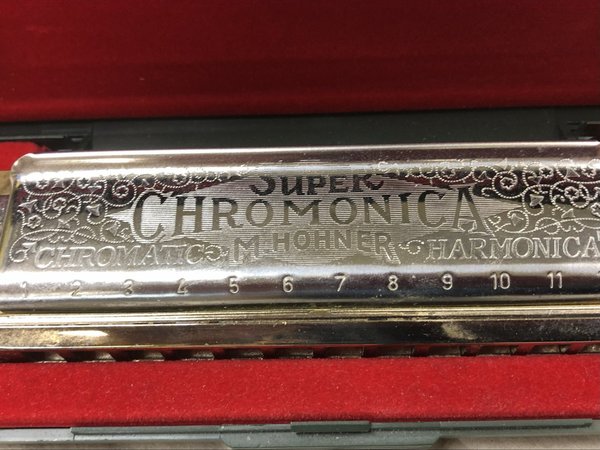 SUPER
CHROMONICA
CHROMATIC M. HOHNER HARMONICA
1 2 3 4 5 6 7 8 9 10 11